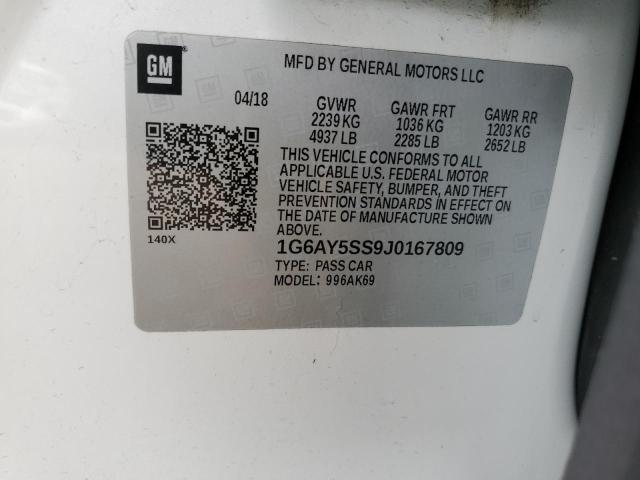 GM
MFD BY GENERAL MOTORS LLC
04/18 GVWR GAWR FRT GAWR RR
2239 KG 1036 KG 1203 KG
4937 LB 2285 LB 2652 LB
THIS VEHICLE CONFORMS TO ALL
APPLICABLE U.S. FEDERAL MOTOR
VEHICLE SAFETY, BUMPER, AND THEFT
PREVENTION STANDARDS IN EFFECT ON
THE DATE OF MANUFACTURE SHOWN
ABOVE.
140X
1G6AY5SS9J0167809
TYPE: PASS CAR
MODEL: 996AK69